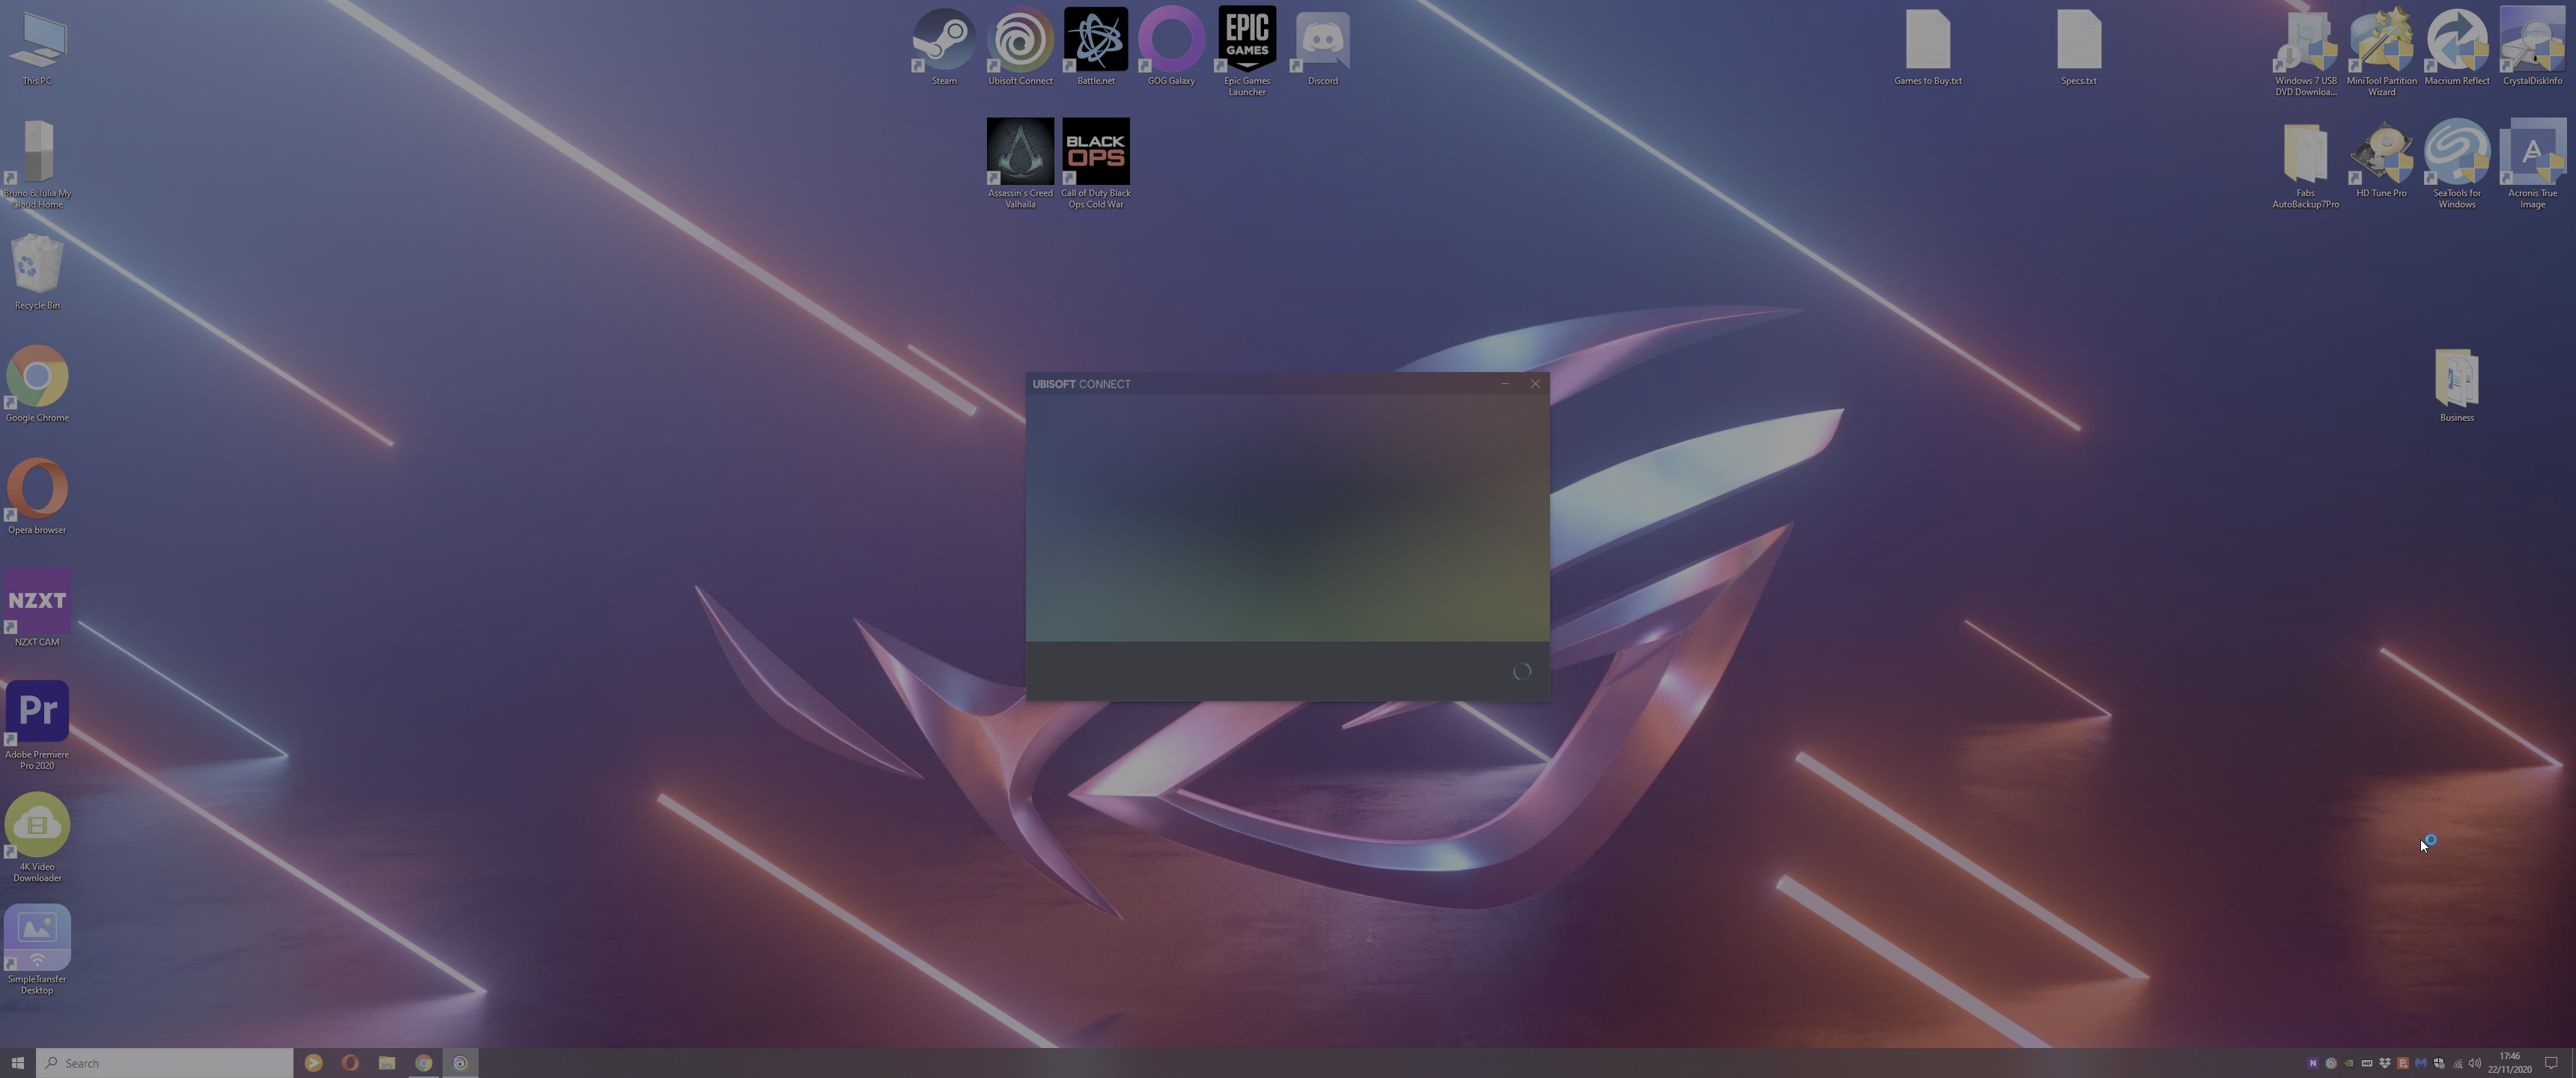 This PC
Bruno & Iulia My
Cloud Home
Recycle Bin
Google Chrome
Opera browser
NZXT
NZXT CAM
Pr
Adobe Premiere
Pro 2020
4K Video
Downloader
SimpleTransfer
Desktop
Steam
Ubisoft Connect
Battle.net
GOG Galaxy
EPIC
GAMES
Epic Games
Launcher
Discord
Assassin's Creed
Valhalla
BLACK
OPS
Call of Duty Black
Ops Cold War
Games to Buy.txt
Specs.txt
Windows 7 USB
DVD Downloa...
MiniTool Partition
Wizard
Macrium Reflect
CrystalDiskInfo
Fabs
AutoBackup7Pro
HD Tune Pro
SeaTools for
Windows
A
Acronis True
Image
Business
UBISOFT CONNECT
Search
N
17:46
22/11/2020